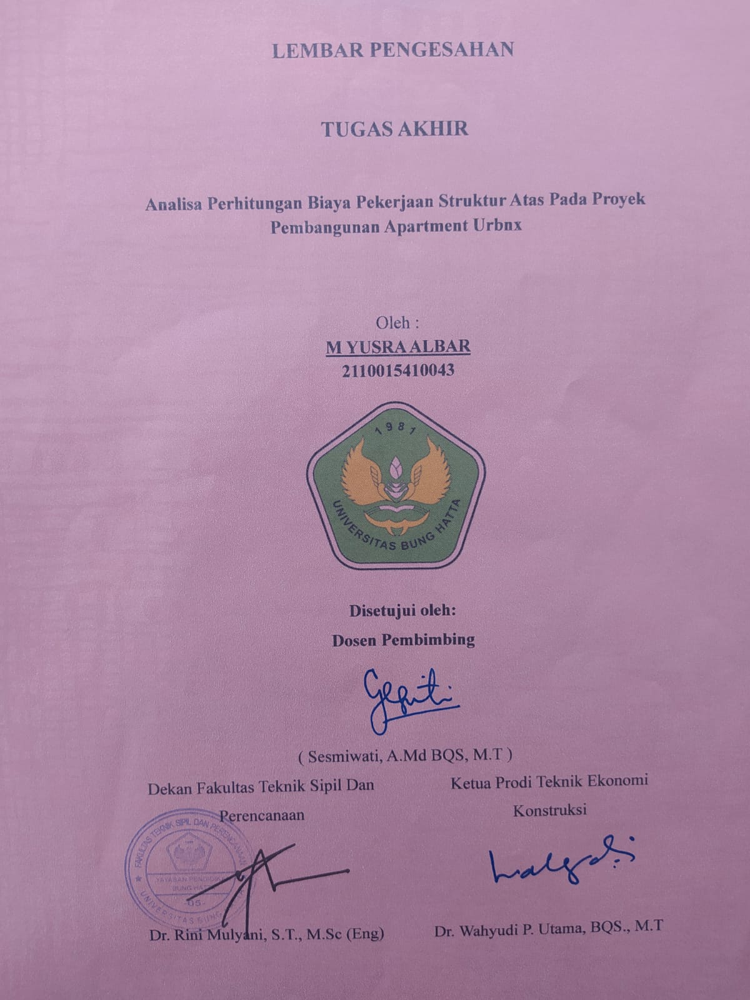 LEMBAR PENGESAHAN
TUGAS AKHIR
Analisa Perhitungan Biaya Pekerjaan Struktur Atas Pada Proyek
Pembangunan Apartment Urbnx
Oleh :
M YUSRA ALBAR
2110015410043
1981
UNIVERSITAS BUNG HATTA
Disetujui oleh:
Dosen Pembimbing
( Sesmiwati, A.Md BQS, M.T )
Dekan Fakultas Teknik Sipil Dan
Perencanaan
Ketua Prodi Teknik Ekonomi
Konstruksi
FAKULTAS TEKNIK SIPIL DAN PERENCANAAN
YAYASAN PENDIDIKAN
BUNG HATTA
-05-
UNIVERSITAS BUNG
Dr. Rini Mulyani, S.T., M.Sc (Eng)
Dr. Wahyudi P. Utama, BQS., M.T